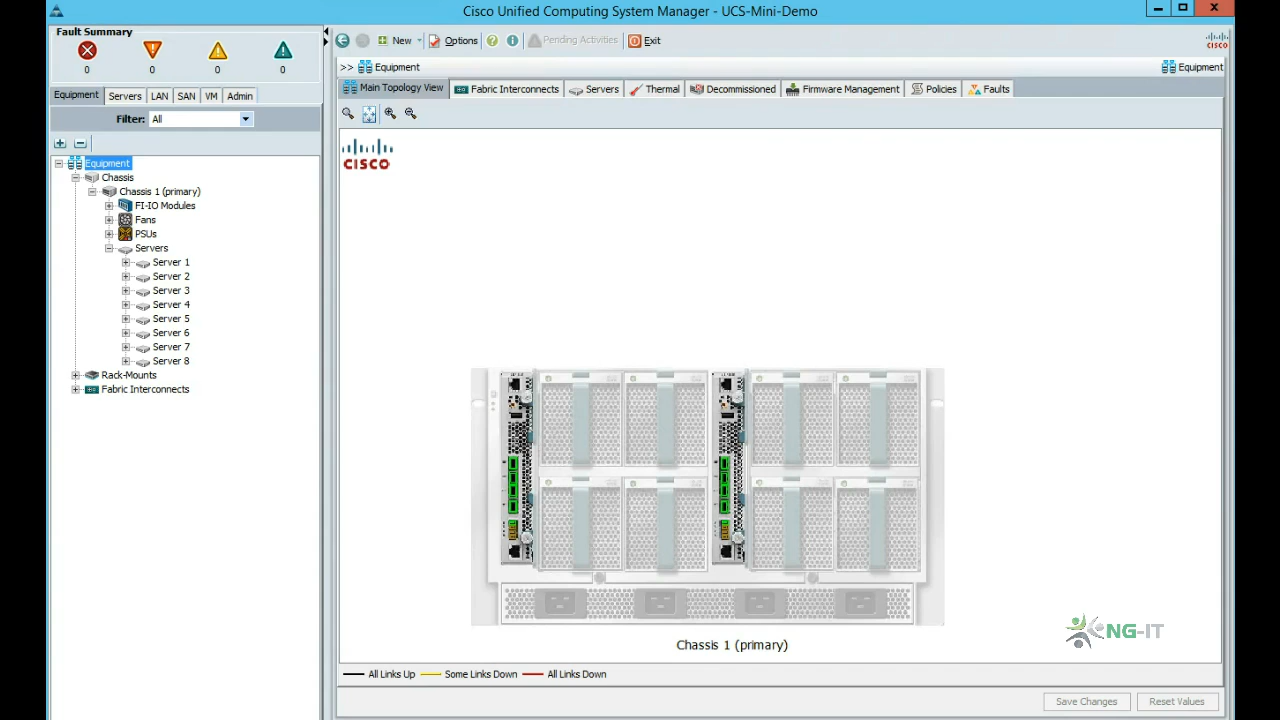 Cisco Unified Computing System Manager - UCS-Mini-Demo
Fault Summary
0 0 0 0
New Options Pending Activities Exit
CISCO
>> Equipment Equipment
Equipment Servers LAN SAN VM Admin
Main Topology View Fabric Interconnects Servers Thermal Decommissioned Firmware Management Policies Faults
Filter: All
CISCO
Equipment
Chassis
Chassis 1 (primary)
FI-IO Modules
Fans
PSUs
Servers
Server 1
Server 2
Server 3
Server 4
Server 5
Server 6
Server 7
Server 8
Rack-Mounts
Fabric Interconnects
NG-IT
Chassis 1 (primary)
All Links Up Some Links Down All Links Down
Save Changes Reset Values